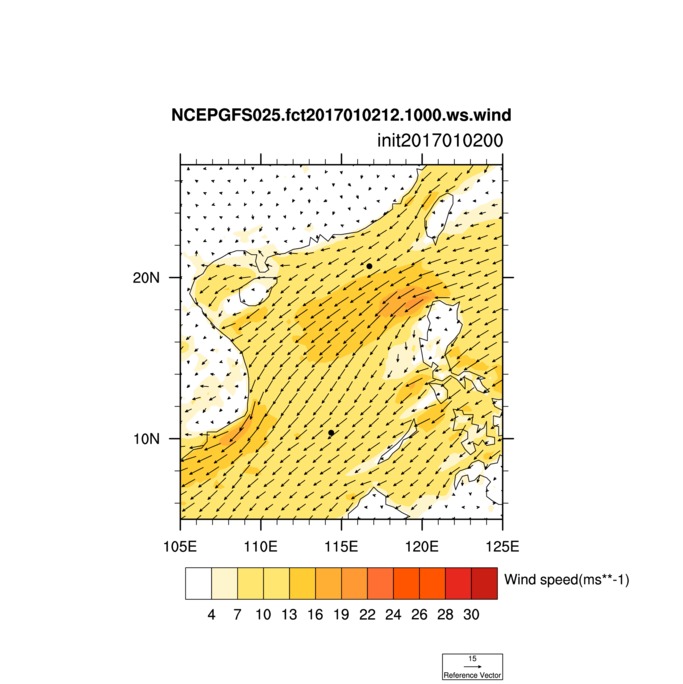 NCEPGFS025.fct2017010212.1000.ws.wind
init2017010200
20N
10N
105E 110E 115E 120E 125E
Wind speed(ms**-1)
4 7 10 13 16 19 22 24 26 28 30
15
Reference Vector